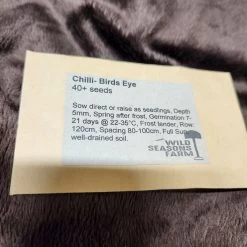 Chilli- Birds Eye
40+ seeds
Sow direct or raise as seedlings, Depth
5mm, Spring after frost, Germination 7-
21 days @ 22-35°C, Frost tender, Row:
120cm, Spacing 80-100cm, Full Sun,
well-drained soil.
WILD
SEASONS
FARM